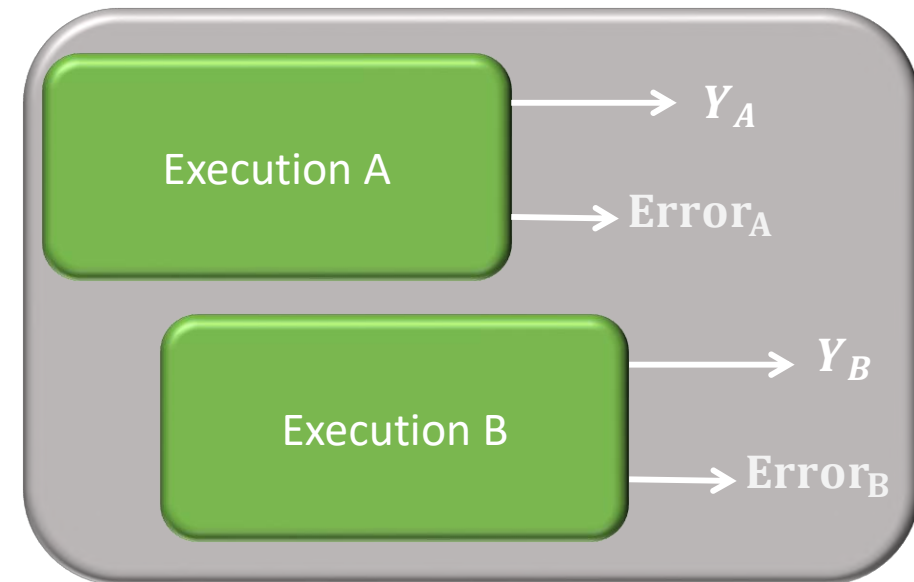 Execution A
Y_A
Error_A
Execution B
Y_B
Error_B